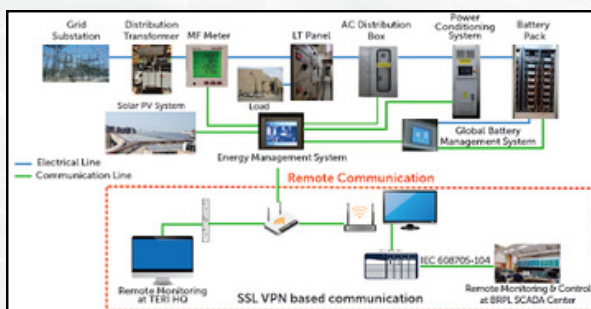 Grid
Substation
Distribution
Transformer
MF Meter
LT Panel
AC Distribution
Box
Power
Conditioning
System
Battery
Pack
Load
Solar PV System
Global Battery
Management System
Energy Management System
Electrical Line
Communication Line
Remote Communication
IEC 608705-104
Remote Monitoring
at TERI HQ
SSL VPN based communication
Remote Monitoring & Control
at BRPL SCADA Center